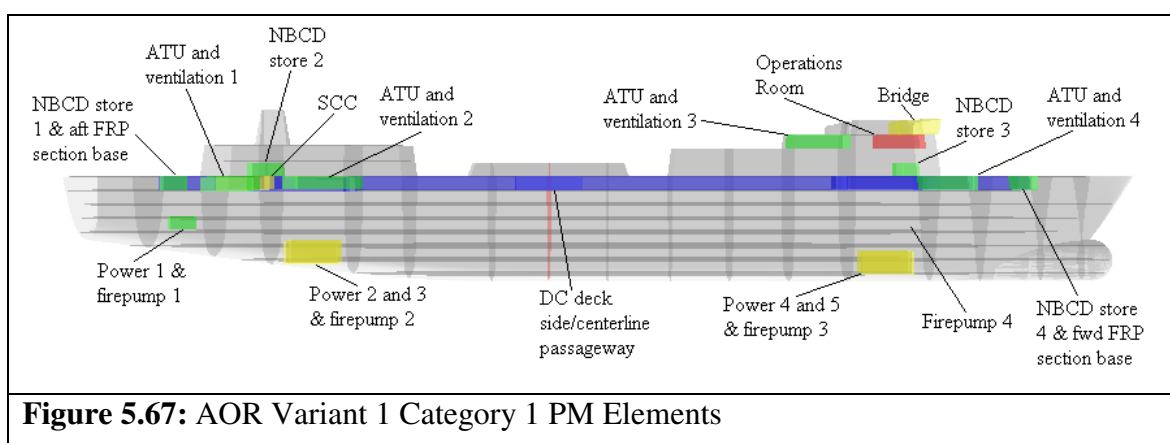 NBCD store
1 & aft FRP
section base
ATU and
ventilation 1
NBCD
store 2
SCC
ATU and
ventilation 2
ATU and
ventilation 3
Operations
Room
Bridge
NBCD
store 3
ATU and
ventilation 4
Power 1 &
firepump 1
Power 2 and 3
& firepump 2
DC deck
side/centerline
passageway
Power 4 and 5
& firepump 3
Firepump 4
NBCD store
4 & fwd FRP
section base
Figure 5.67: AOR Variant 1 Category 1 PM Elements